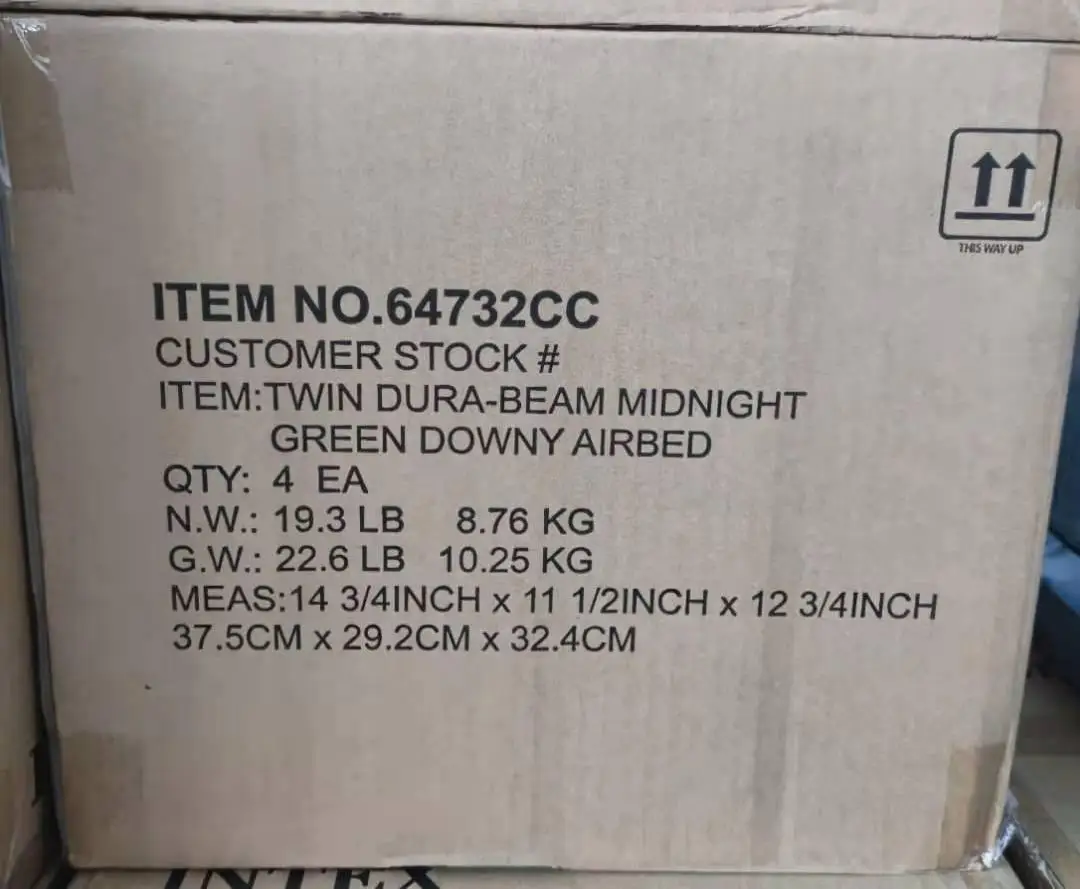 THIS WAY UP
ITEM NO.64732CC
CUSTOMER STOCK #
ITEM:TWIN DURA-BEAM MIDNIGHT
GREEN DOWNY AIRBED
QTY: 4 EA
N.W.: 19.3 LB 8.76 KG
G.W.: 22.6 LB 10.25 KG
MEAS:14 3/4INCH x 11 1/2INCH x 12 3/4INCH
37.5CM x 29.2CM x 32.4CM
INTEX